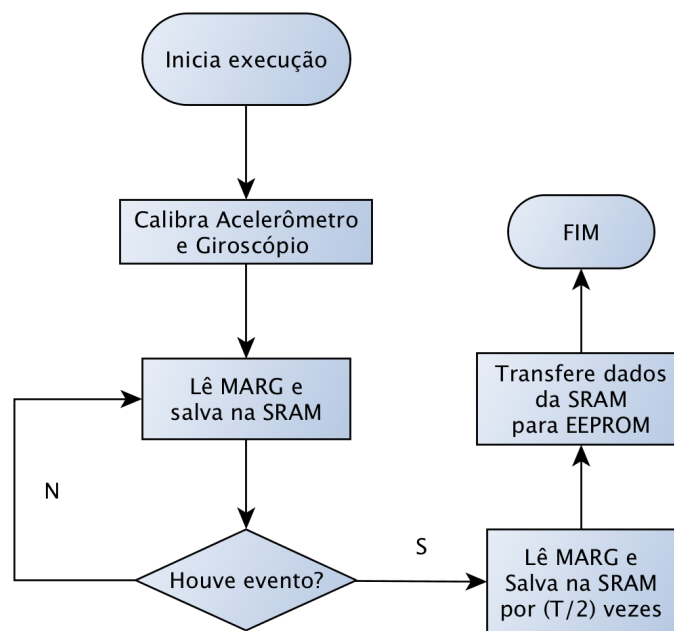 Inicia execução
Calibra Acelerômetro
e Giroscópio
Lê MARG e
salva na SRAM
N
Houve evento?
S
Lê MARG e
Salva na SRAM
por (T/2) vezes
Transfere dados
da SRAM
para EEPROM
FIM